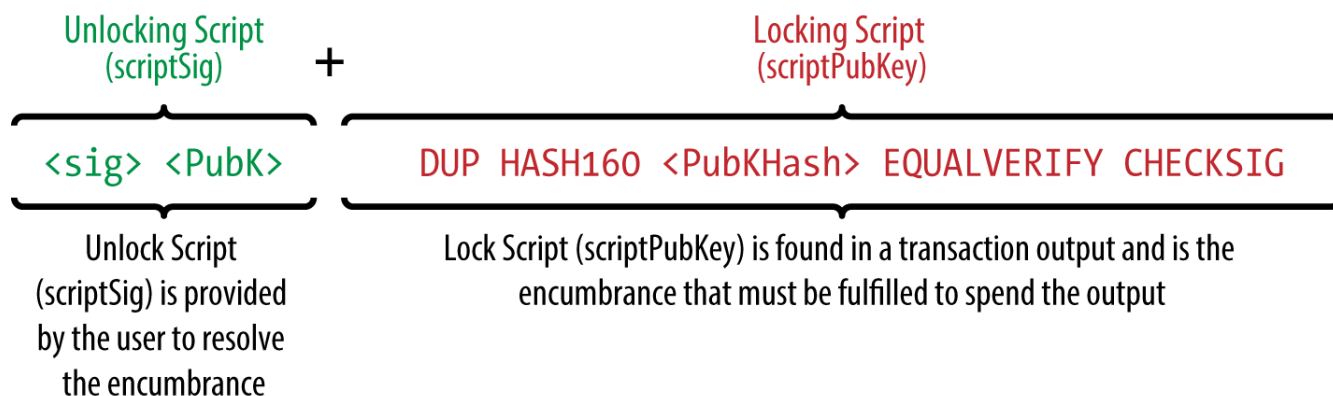 Unlocking Script
(scriptSig)
+
Locking Script
(scriptPubKey)
<sig> <PubK>
DUP HASH160 <PubKHash> EQUALVERIFY CHECKSIG
Unlock Script
(scriptSig) is provided
by the user to resolve
the encumbrance
Lock Script (scriptPubKey) is found in a transaction output and is the
encumbrance that must be fulfilled to spend the output